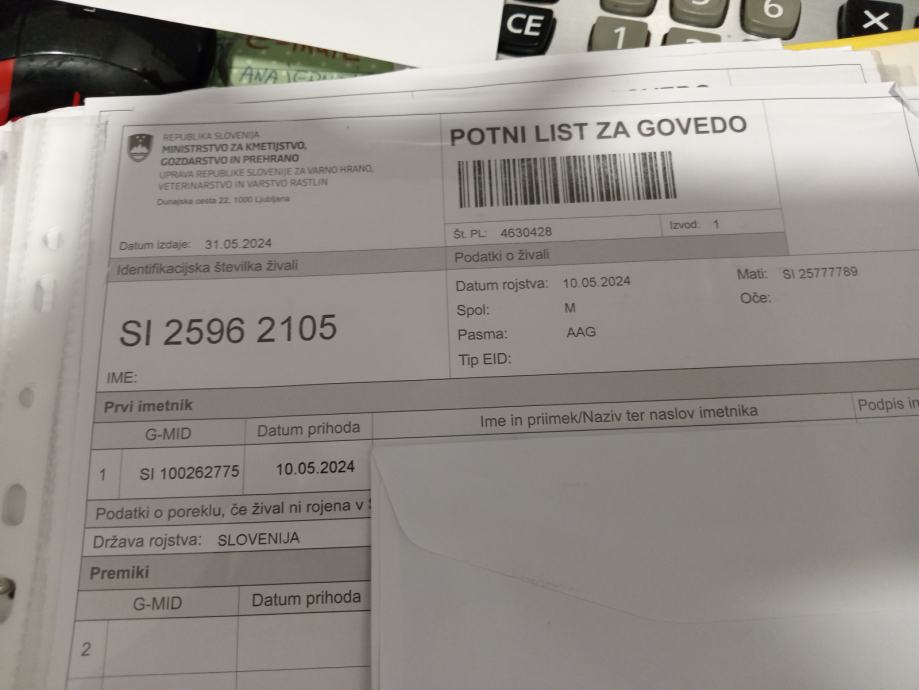 CE
1
6
X
REPUBLIKA SLOVENIJA
MINISTRSTVO ZA KMETIJSTVO,
GOZDARSTVO IN PREHRANO
UPRAVA REPUBLIKE SLOVENIJE ZA VARNO HRANO,
VETERINARSTVO IN VARSTVO RASTLIN
Dunajska cesta 22, 1000 Ljubljana
POTNI LIST ZA GOVEDO
Št. PL: 4630428
Izvod: 1
Datum izdaje: 31.05.2024
Identifikacijska številka živali
SI 2596 2105
IME:
Podatki o živali
Datum rojstva: 10.05.2024
Mati: SI 25777789
Spol: M
Oče:
Pasma: AAG
Tip EID:
Prvi imetnik
G-MID Datum prihoda Ime in priimek/Naziv ter naslov imetnika Podpis
1 SI 100262775 10.05.2024
Podatki o poreklu, če žival ni rojena v
Država rojstva: SLOVENIJA
Premiki
G-MID Datum prihoda
2